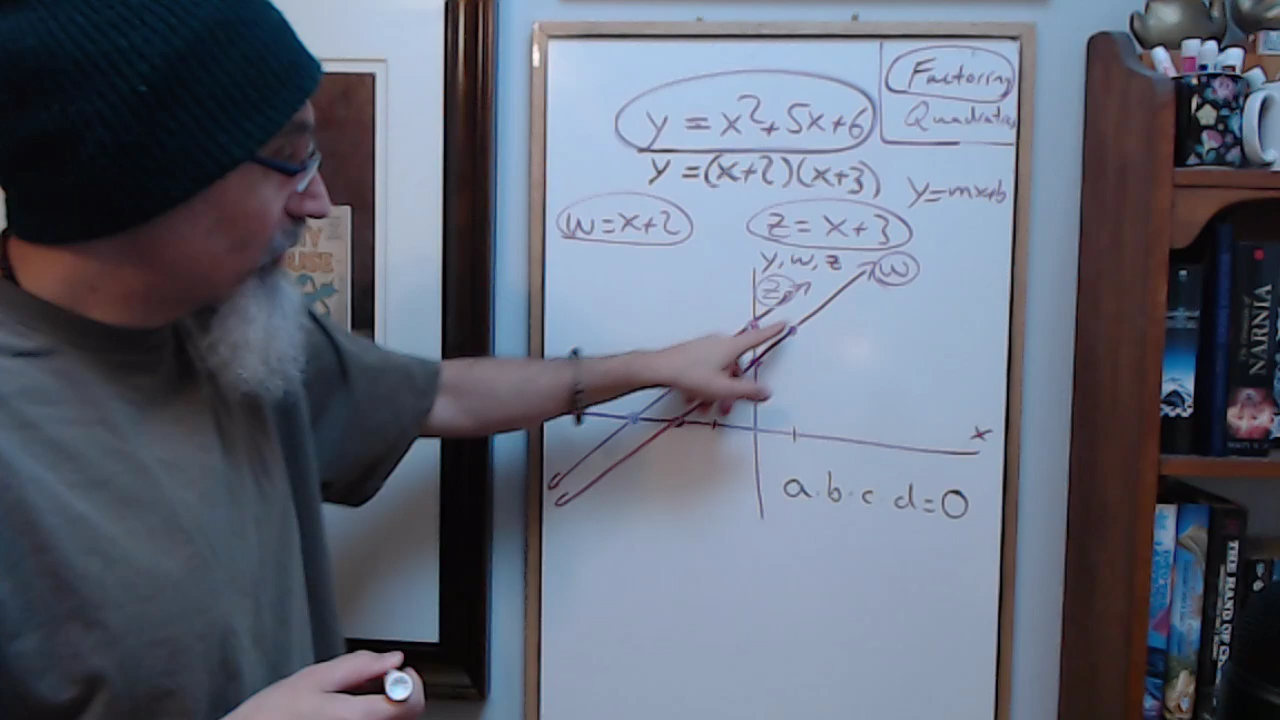 Factoring
Quadratics
y = x²+5x+6
y =(x+2)(x+3)
y=mx+b
w=x+2
z= x+3
y, w, z
z
w
x
a·b·c d=0
NARNIA